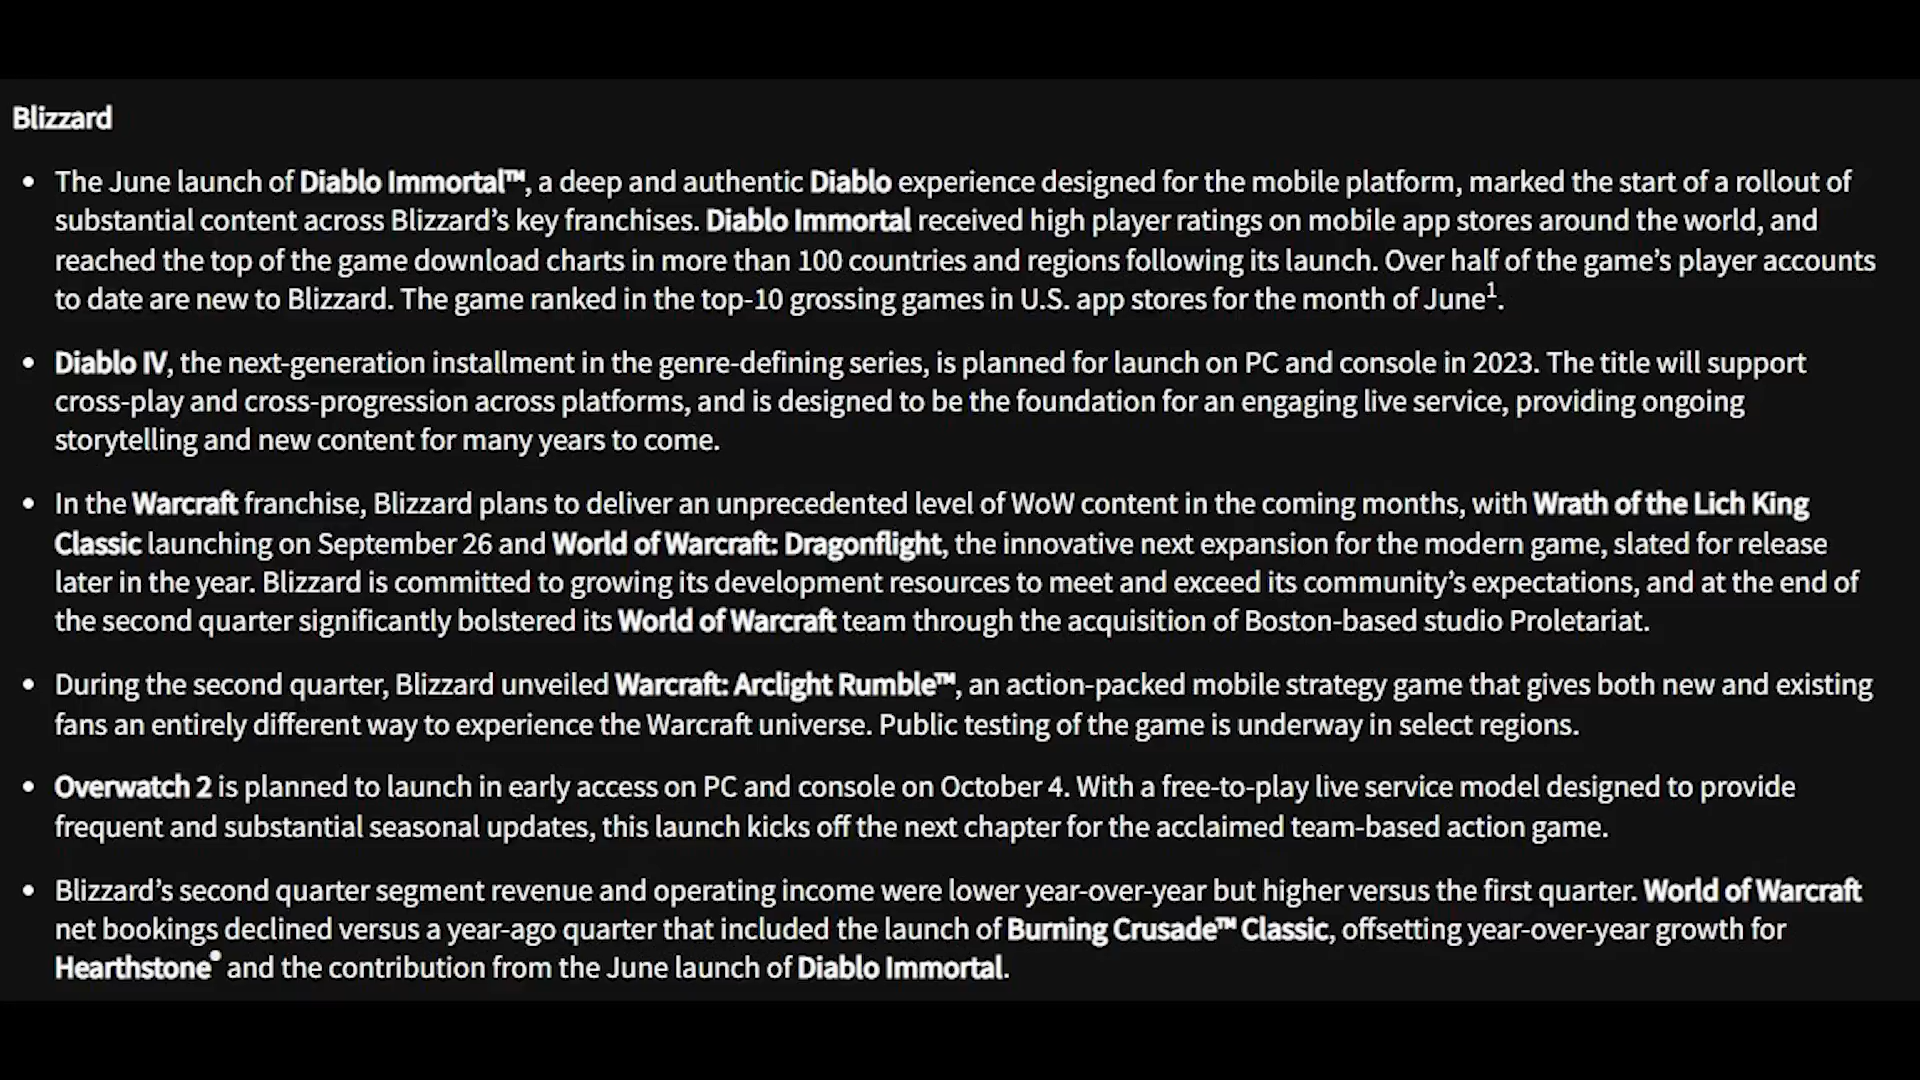 Blizzard
• The June launch of Diablo Immortal™, a deep and authentic Diablo experience designed for the mobile platform, marked the start of a rollout of
substantial content across Blizzard’s key franchises. Diablo Immortal received high player ratings on mobile app stores around the world, and
reached the top of the game download charts in more than 100 countries and regions following its launch. Over half of the game’s player accounts
to date are new to Blizzard. The game ranked in the top-10 grossing games in U.S. app stores for the month of June¹.
• Diablo IV, the next-generation installment in the genre-defining series, is planned for launch on PC and console in 2023. The title will support
cross-play and cross-progression across platforms, and is designed to be the foundation for an engaging live service, providing ongoing
storytelling and new content for many years to come.
• In the Warcraft franchise, Blizzard plans to deliver an unprecedented level of WoW content in the coming months, with Wrath of the Lich King
Classic launching on September 26 and World of Warcraft: Dragonflight, the innovative next expansion for the modern game, slated for release
later in the year. Blizzard is committed to growing its development resources to meet and exceed its community’s expectations, and at the end of
the second quarter significantly bolstered its World of Warcraft team through the acquisition of Boston-based studio Proletariat.
• During the second quarter, Blizzard unveiled Warcraft: Arclight Rumble™, an action-packed mobile strategy game that gives both new and existing
fans an entirely different way to experience the Warcraft universe. Public testing of the game is underway in select regions.
• Overwatch 2 is planned to launch in early access on PC and console on October 4. With a free-to-play live service model designed to provide
frequent and substantial seasonal updates, this launch kicks off the next chapter for the acclaimed team-based action game.
• Blizzard’s second quarter segment revenue and operating income were lower year-over-year but higher versus the first quarter. World of Warcraft
net bookings declined versus a year-ago quarter that included the launch of Burning Crusade™ Classic, offsetting year-over-year growth for
Hearthstone® and the contribution from the June launch of Diablo Immortal.